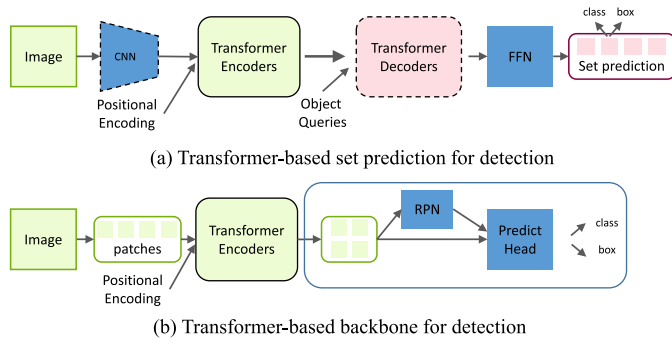 class box
Image
CNN
Transformer
Encoders
Transformer
Decoders
FFN
Set prediction
Positional
Encoding
Object
Queries
(a) Transformer-based set prediction for detection
Image
patches
Transformer
Encoders
RPN
Predict
Head
class
box
Positional
Encoding
(b) Transformer-based backbone for detection